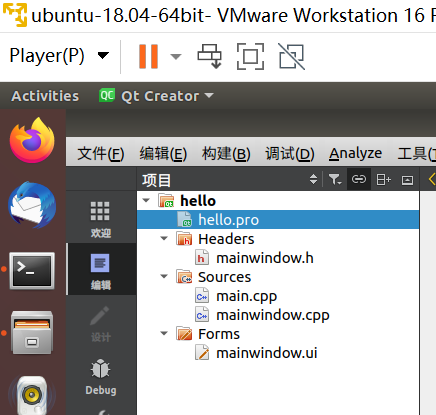 ubuntu-18.04-64bit- VMware Workstation 16 P
Player(P)
Activities
QC
Qt Creator
文件(F) 编辑(E) 构建(B) 调试(D) Analyze 工具(T
项目
欢迎
编辑
设计
Debug
hello
hello.pro
Headers
mainwindow.h
Sources
main.cpp
mainwindow.cpp
Forms
mainwindow.ui